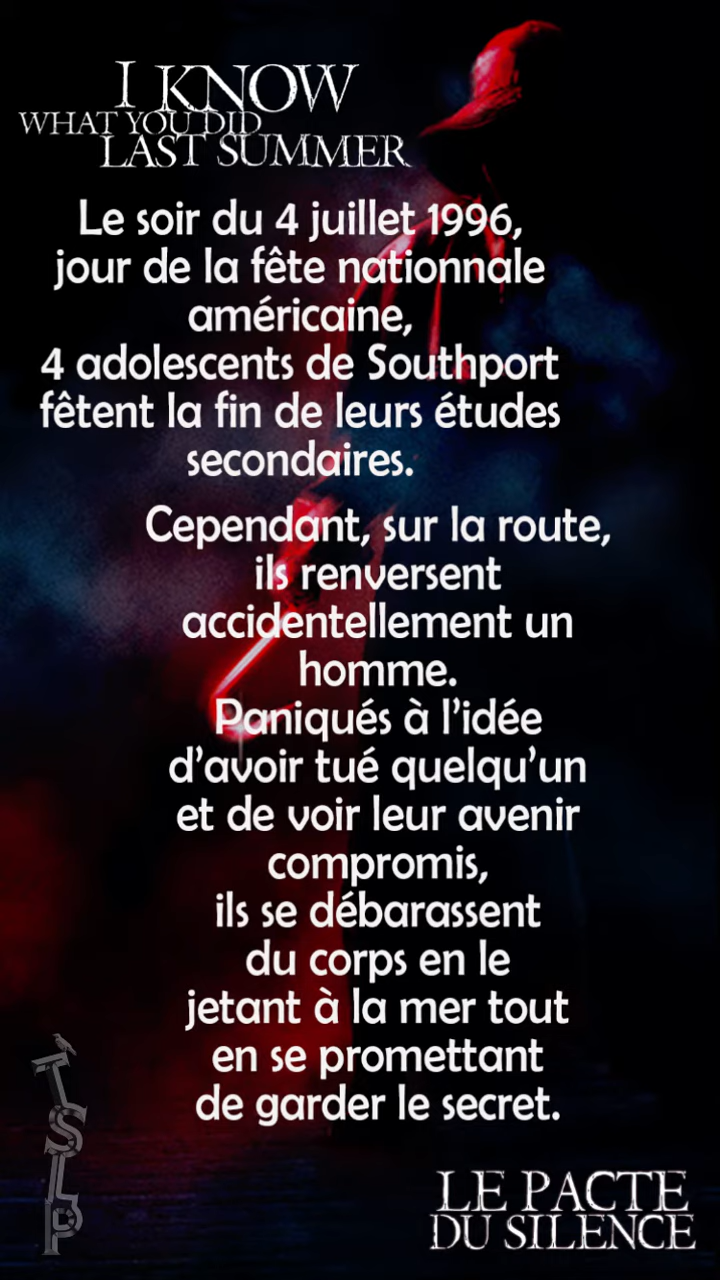 I KNOW
WHAT YOU DID
LAST SUMMER
Le soir du 4 juillet 1996,
jour de la fête nationnale
américaine,
4 adolescents de Southport
fêtent la fin de leurs études
secondaires.
Cependant, sur la route,
ils renversent
accidentellement un
homme.
Paniqués à l'idée
d'avoir tué quelqu'un
et de voir leur avenir
compromis,
ils se débarassent
du corps en le
jetant à la mer tout
en se promettant
de garder le secret.
TSLP
LE PACTE
DU SILENCE